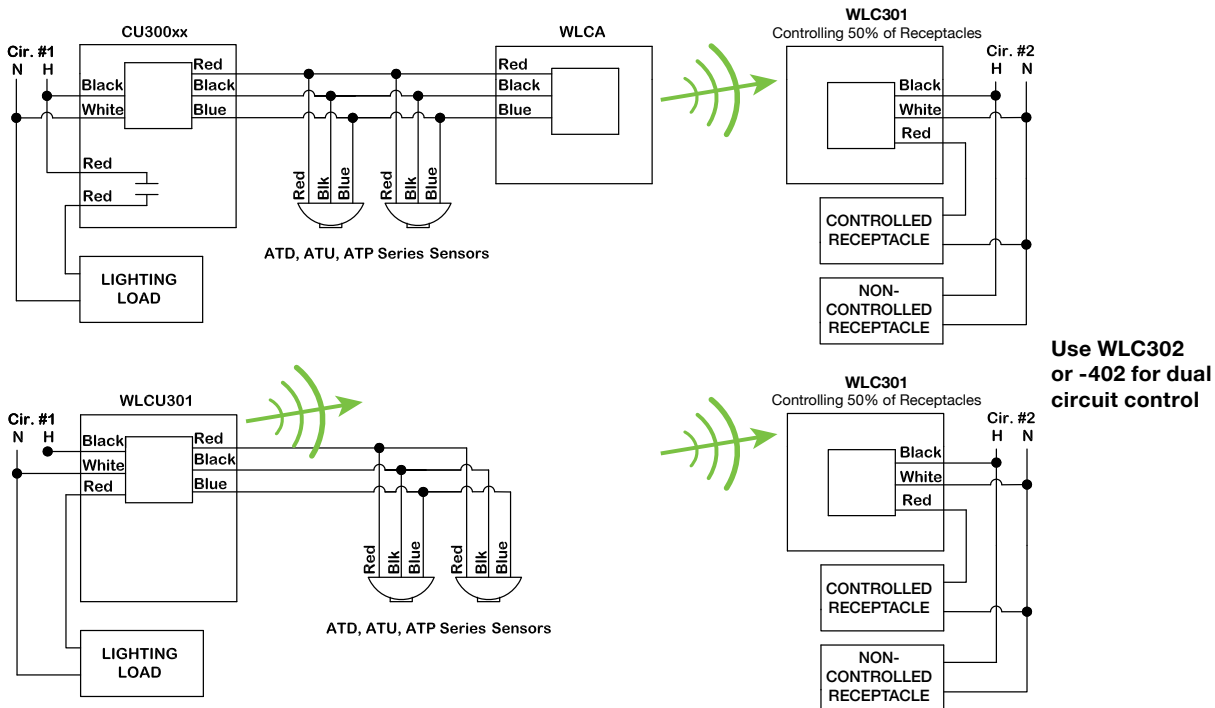 CU300xx
Cir. #1
N H
Black
White
Red
Red
Red
Black
Blue
WLCA
Red
Black
Blue
Red
Blk
Blue
Red
Blk
Blue
ATD, ATU, ATP Series Sensors
LIGHTING
LOAD
WLC301
Controlling 50% of Receptacles
Cir. #2
H N
Black
White
Red
CONTROLLED
RECEPTACLE
NON-
CONTROLLED
RECEPTACLE
Use WLC302
or -402 for dual
circuit control
WLCU301
Cir. #1
N H
Black
White
Red
Red
Black
Blue
Red
Blk
Blue
Red
Blk
Blue
ATD, ATU, ATP Series Sensors
LIGHTING
LOAD
WLC301
Controlling 50% of Receptacles
Cir. #2
H N
Black
White
Red
CONTROLLED
RECEPTACLE
NON-
CONTROLLED
RECEPTACLE